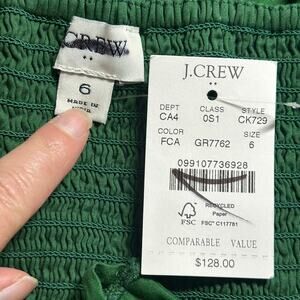 J.CREW
6
MADE IN
J.CREW
DEPT CLASS STYLE
CA4 0S1 CK729
COLOR SIZE
FCA GR7762 6
099107736928
FSC
RECYCLED
Paper
FSC® C117781
COMPARABLE VALUE
$128.00